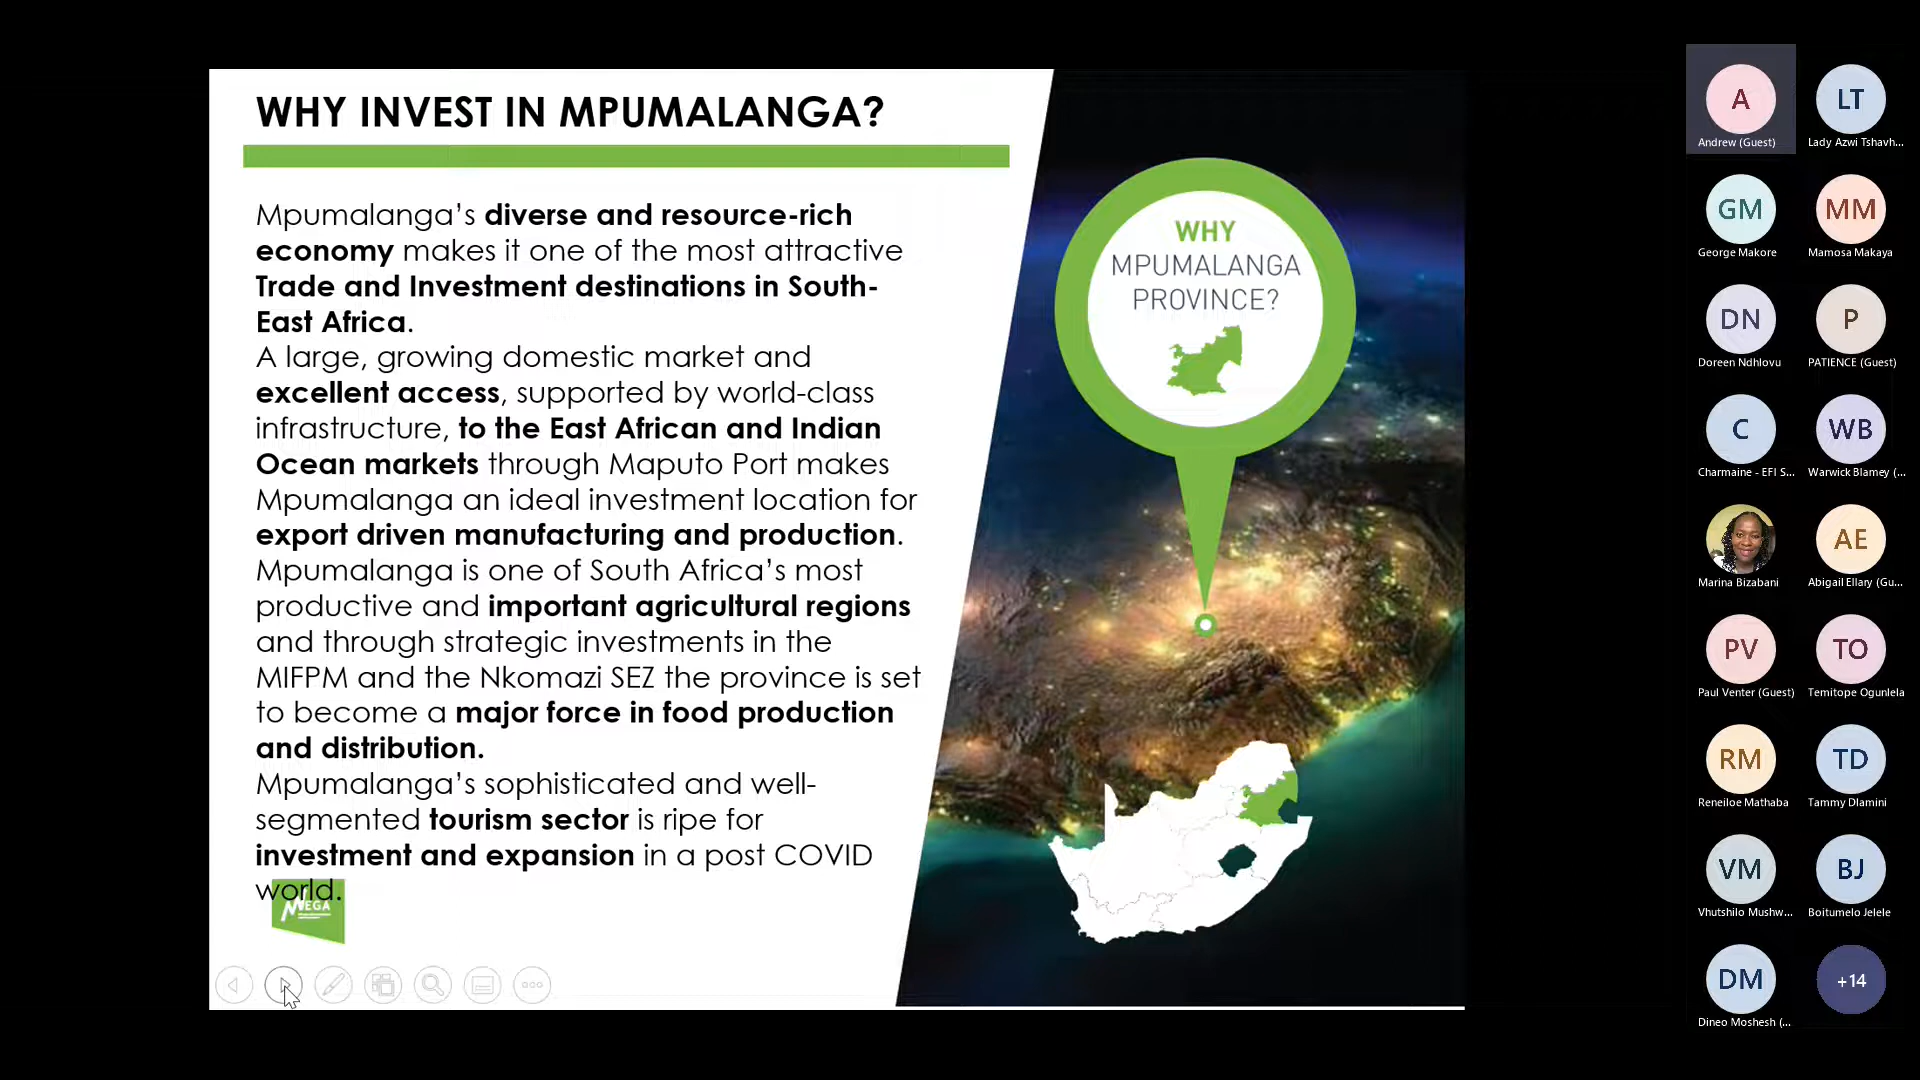 WHY INVEST IN MPUMALANGA?
Mpumalanga’s diverse and resource-rich
economy makes it one of the most attractive
Trade and Investment destinations in South-
East Africa.
A large, growing domestic market and
excellent access, supported by world-class
infrastructure, to the East African and Indian
Ocean markets through Maputo Port makes
Mpumalanga an ideal investment location for
export driven manufacturing and production.
Mpumalanga is one of South Africa’s most
productive and important agricultural regions
and through strategic investments in the
MIFPM and the Nkomazi SEZ the province is set
to become a major force in food production
and distribution.
Mpumalanga’s sophisticated and well-
segmented tourism sector is ripe for
investment and expansion in a post COVID
world.
MEGA
WHY
MPUMALANGA
PROVINCE?
A
Andrew (Guest)
LT
Lady Azwi Tshavh...
GM
George Makore
MM
Mamosa Makaya
DN
Doreen Ndhlovu
P
PATIENCE (Guest)
C
Charmaine - EFI S...
WB
Warwick Blamey (...
Marina Bizabani
AE
Abigail Ellary (Gu...
PV
Paul Venter (Guest)
TO
Temitope Ogunlela
RM
Reneiloe Mathaba
TD
Tammy Dlamini
VM
Vhutshilo Mushw...
BJ
Boitumelo Jelele
DM
Dineo Moshesh (...
+14